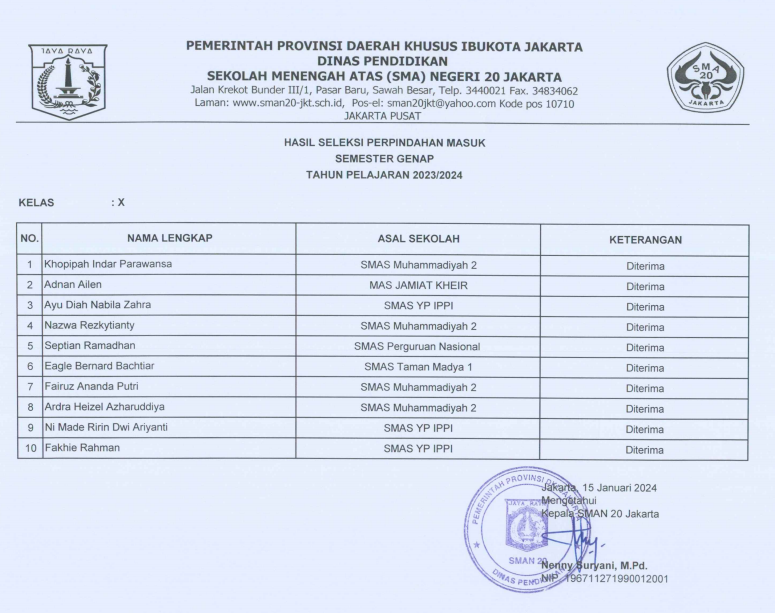 JAYA RAYA
PEMERINTAH PROVINSI DAERAH KHUSUS IBUKOTA JAKARTA
DINAS PENDIDIKAN
SEKOLAH MENENGAH ATAS (SMA) NEGERI 20 JAKARTA
Jalan Krekot Bunder III/1, Pasar Baru, Sawah Besar, Telp. 3440021 Fax. 34834062
Laman: www.sman20-jkt.sch.id, Pos-el: sman20jkt@yahoo.com Kode pos 10710
JAKARTA PUSAT
SMA
20
JAKARTA
HASIL SELEKSI PERPINDAHAN MASUK
SEMESTER GENAP
TAHUN PELAJARAN 2023/2024
KELAS : X
NO. NAMA LENGKAP ASAL SEKOLAH KETERANGAN
1 Khopipah Indar Parawansa SMAS Muhammadiyah 2 Diterima
2 Adnan Ailen MAS JAMIAT KHEIR Diterima
3 Ayu Diah Nabila Zahra SMAS YP IPPI Diterima
4 Nazwa Rezkytianty SMAS Muhammadiyah 2 Diterima
5 Septian Ramadhan SMAS Perguruan Nasional Diterima
6 Eagle Bernard Bachtiar SMAS Taman Madya 1 Diterima
7 Fairuz Ananda Putri SMAS Muhammadiyah 2 Diterima
8 Ardra Heizel Azharuddiya SMAS Muhammadiyah 2 Diterima
9 Ni Made Ririn Dwi Ariyanti SMAS YP IPPI Diterima
10 Fakhie Rahman SMAS YP IPPI Diterima
Jakarta, 15 Januari 2024
Mengetahui
Kepala SMAN 20 Jakarta
PEMERINTAH PROVINSI
JAYA RAYA
SMAN 20
DINAS
Nenny Suryani, M.Pd.
NIP. 196711271990012001